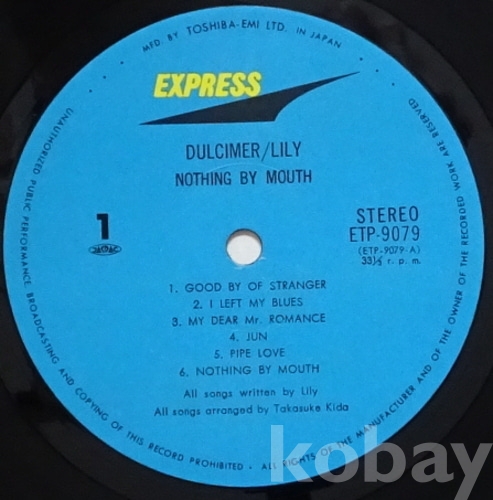 MFD. BY TOSHIBA-EMI LTD. IN JAPAN
EXPRESS
DULCIMER/LILY
NOTHING BY MOUTH
1
STEREO
ETP-9079
(ETP-9079-A)
33⅓ r. p. m.
1. GOOD BY OF STRANGER
2. I LEFT MY BLUES
3. MY DEAR Mr. ROMANCE
4. JUN
5. PIPE LOVE
6. NOTHING BY MOUTH
All songs written by Lily
All songs arranged by Takasuke Kida
UNAUTHORIZED PUBLIC PERFORMANCE, BROADCASTING AND COPYING OF THIS RECORD PROHIBITED · ALL RIGHTS OF THE MANUFACTURER AND OF THE OWNER OF THE RECORDED WORK ARE RESERVED
kobay